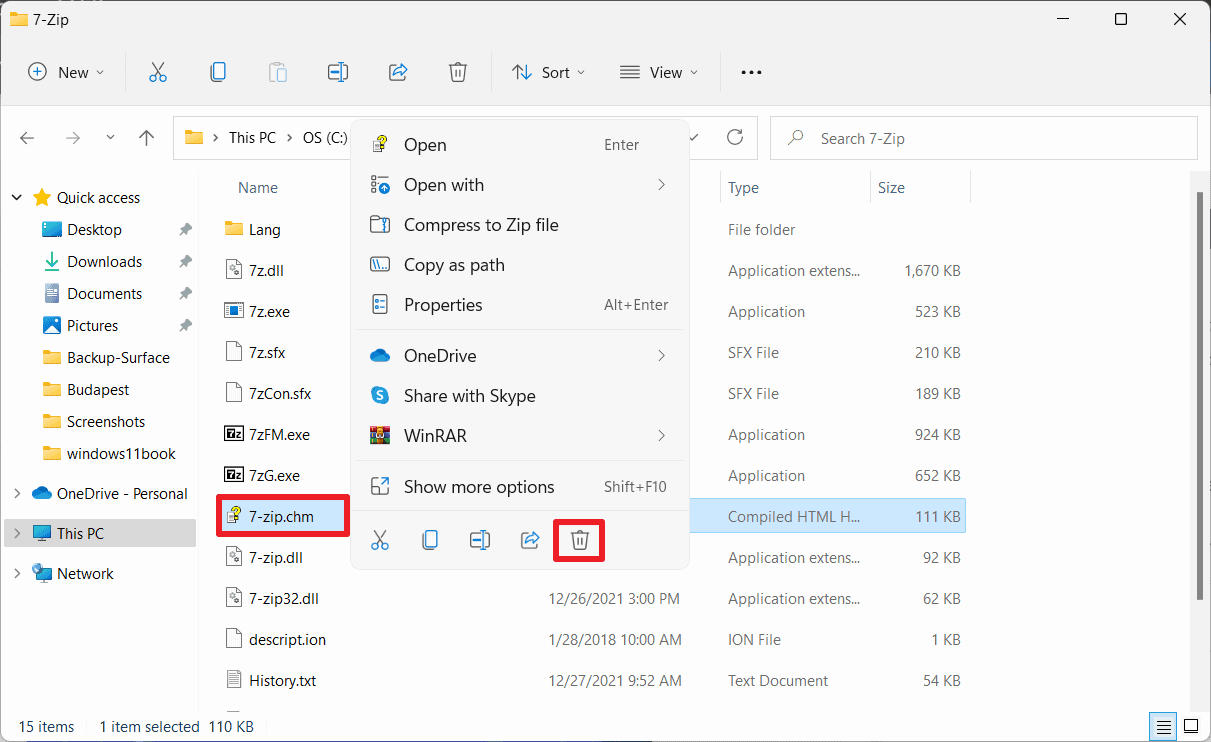 7-Zip
New
Sort
View
This PC
OS (C:)
Search 7-Zip
Quick access
Desktop
Downloads
Documents
Pictures
Backup-Surface
Budapest
Screenshots
windows11book
OneDrive - Personal
This PC
Network
Name Type Size
Lang File folder
7z.dll Application extens... 1,670 KB
7z.exe Application 523 KB
7z.sfx SFX File 210 KB
7zCon.sfx SFX File 189 KB
7z 7zFM.exe Application 924 KB
7z 7zG.exe Application 652 KB
7-zip.chm Compiled HTML H... 111 KB
7-zip.dll Application extens... 92 KB
7-zip32.dll 12/26/2021 3:00 PM Application extens... 62 KB
descript.ion 1/28/2018 10:00 AM ION File 1 KB
History.txt 12/27/2021 9:52 AM Text Document 54 KB
Open Enter
Open with
Compress to Zip file
Copy as path
Properties Alt+Enter
OneDrive
Share with Skype
WinRAR
Show more options Shift+F10
15 items 1 item selected 110 KB